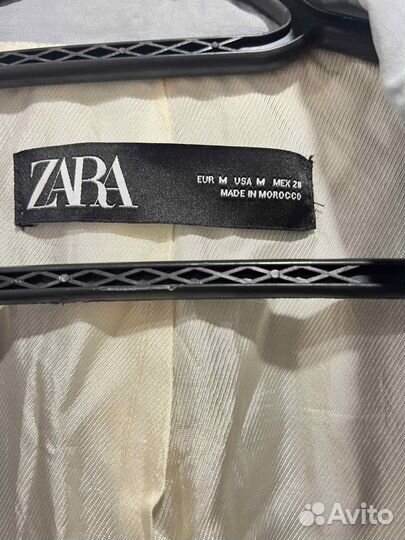 ZARA
EUR M USA M MEX 28
MADE IN MOROCCO
Avito